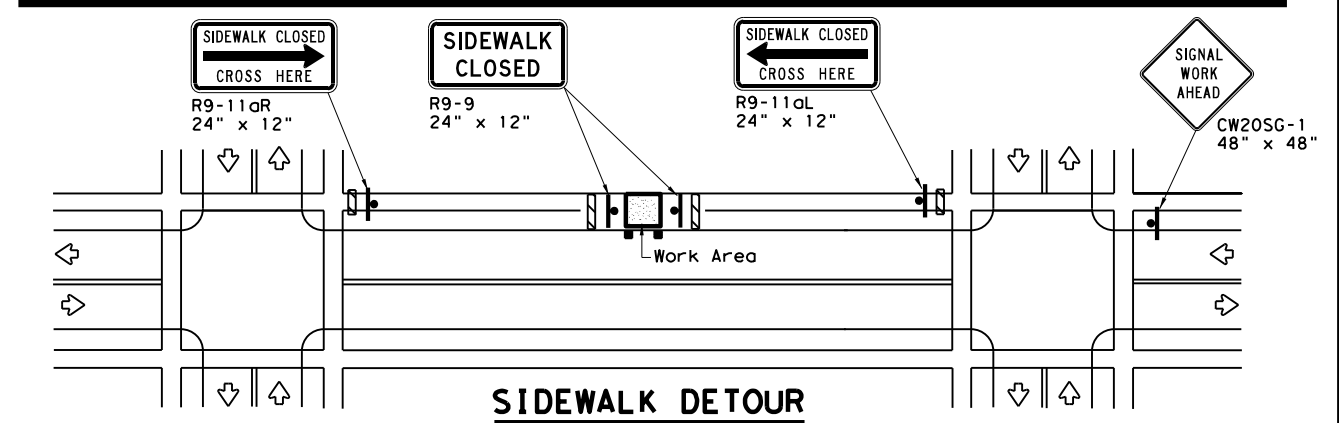 SIDEWALK CLOSED
CROSS HERE
R9-11aR
24" x 12"
SIDEWALK
CLOSED
R9-9
24" x 12"
SIDEWALK CLOSED
CROSS HERE
R9-11aL
24" x 12"
SIGNAL
WORK
AHEAD
CW20SG-1
48" x 48"
Work Area
SIDEWALK DETOUR